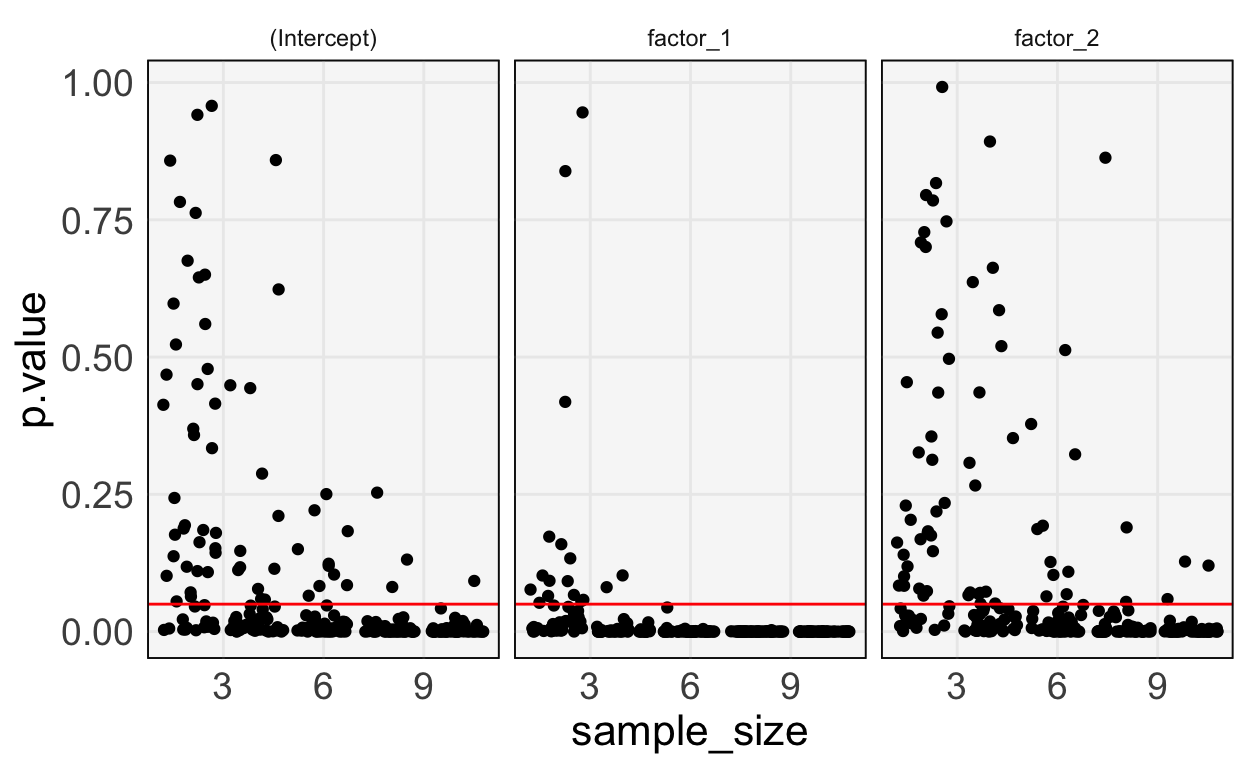 (Intercept) factor_1 factor_2
1.00
0.75
0.50
0.25
0.00
p.value
3 6 9 3 6 9 3 6 9
sample_size